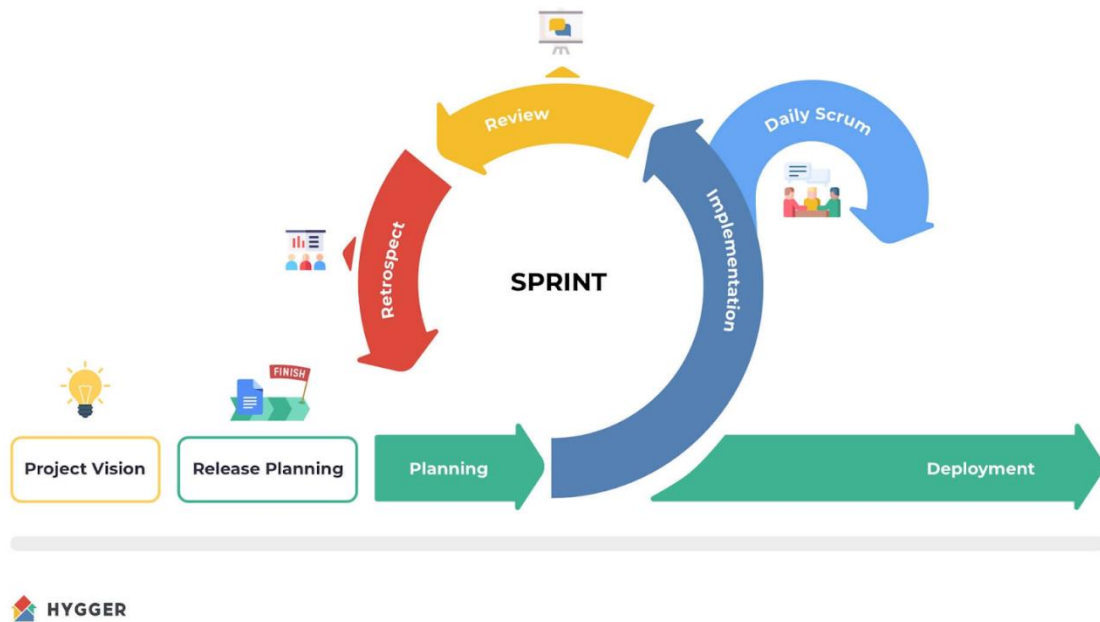 Review
Daily Scrum
Implementation
Retrospect
SPRINT
FINISH
Project Vision
Release Planning
Planning
Deployment
HYGGER